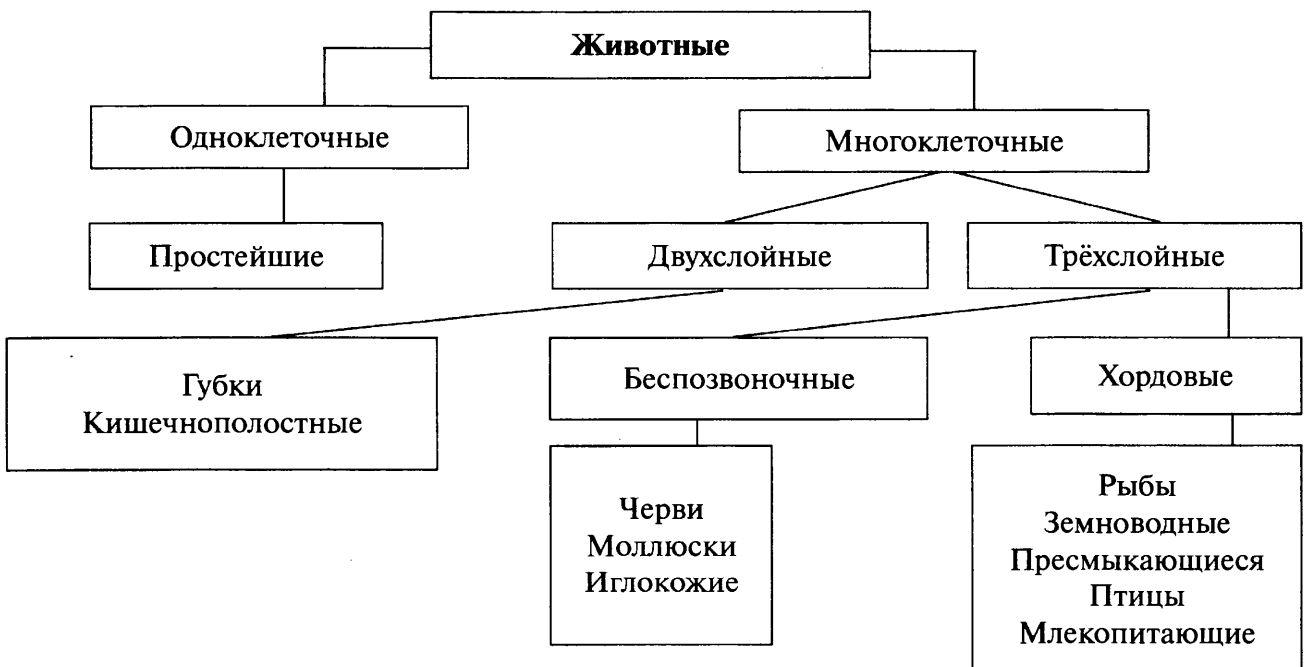 Животные
Одноклеточные
Многоклеточные
Простейшие
Двухслойные
Трёхслойные
Губки
Кишечнополостные
Беспозвоночные
Хордовые
Черви
Моллюски
Иглокожие
Рыбы
Земноводные
Пресмыкающиеся
Птицы
Млекопитающие